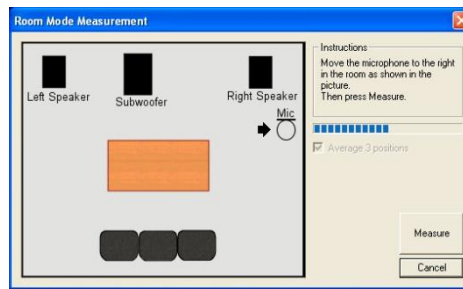 Room Mode Measurement
Left Speaker
Subwoofer
Right Speaker
Mic
Instructions
Move the microphone to the right
in the room as shown in the
picture.
Then press Measure.
Average 3 positions
Measure
Cancel